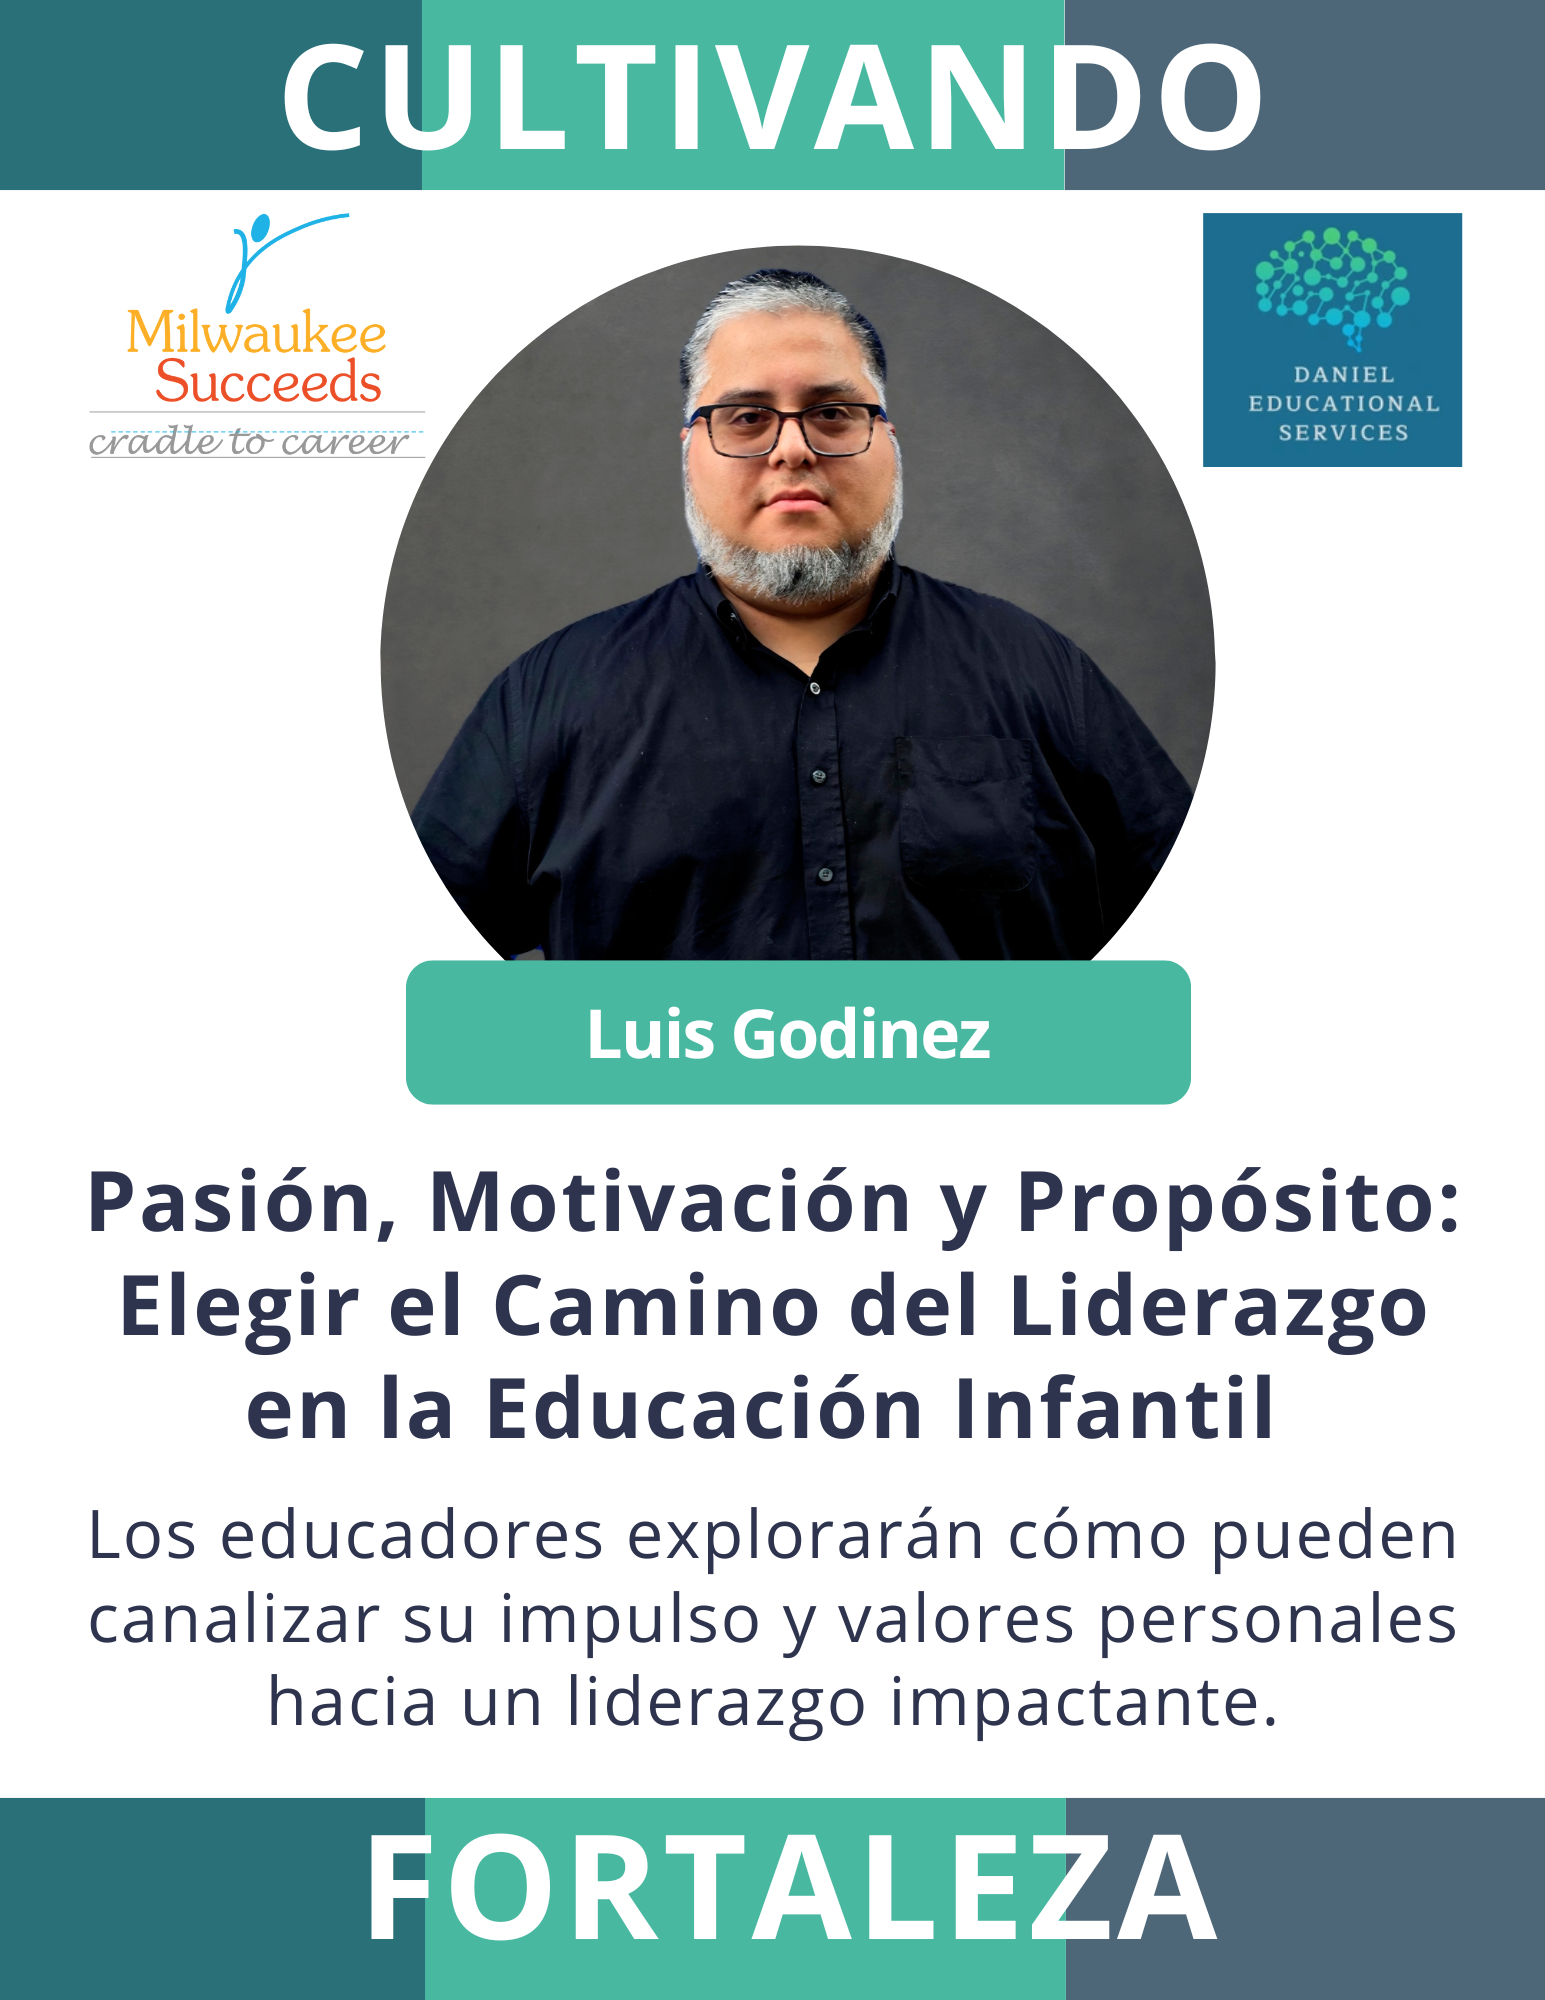 CULTIVANDO
Milwaukee
Succeeds
cradle to career
DANIEL
EDUCATIONAL
SERVICES
Luis Godinez
Pasión, Motivación y Propósito:
Elegir el Camino del Liderazgo
en la Educación Infantil
Los educadores explorarán cómo pueden
canalizar su impulso y valores personales
hacia un liderazgo impactante.
FORTALEZA